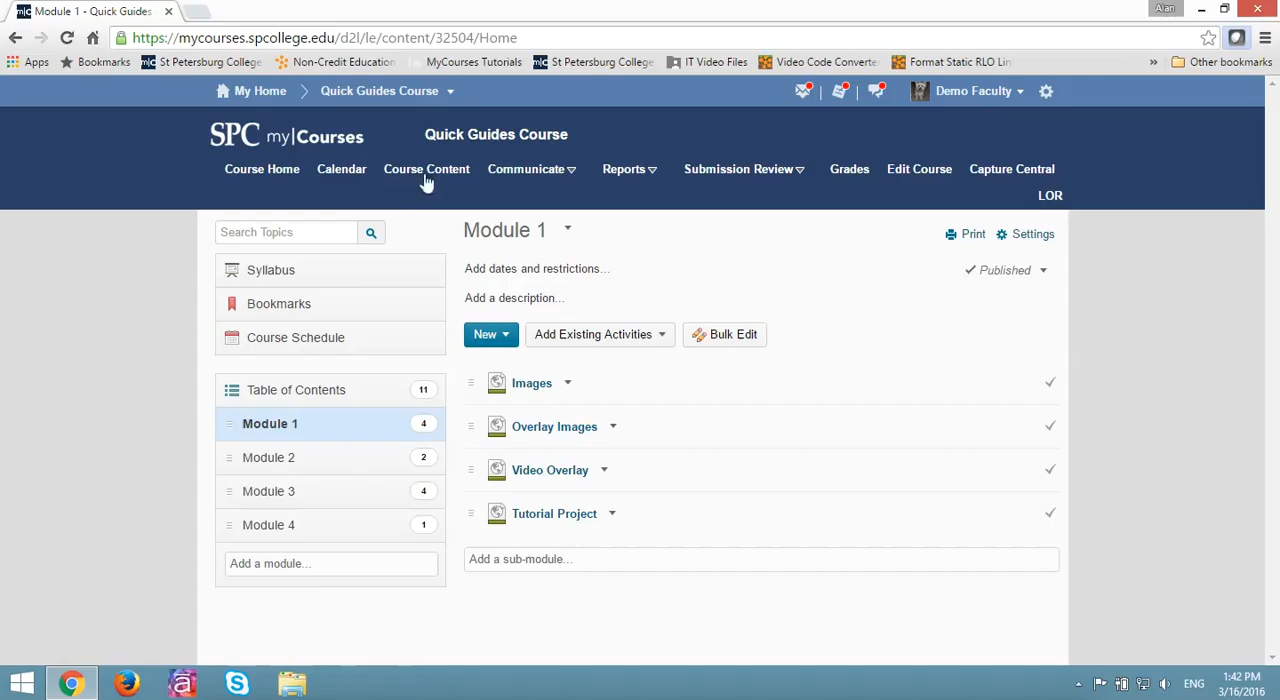 Module 1 - Quick Guides
Alan
https://mycourses.spcollege.edu/d2l/le/content/32504/Home
Apps
Bookmarks
St Petersburg College
Non-Credit Education
MyCourses Tutorials
St Petersburg College
IT Video Files
Video Code Converte
Format Static RLO Lin
»
Other bookmarks
My Home
Quick Guides Course
Demo Faculty
SPC my|Courses
Quick Guides Course
Course Home
Calendar
Course Content
Communicate
Reports
Submission Review
Grades
Edit Course
Capture Central
LOR
Search Topics
Syllabus
Bookmarks
Course Schedule
Table of Contents 11
Module 1 4
Module 2 2
Module 3 4
Module 4 1
Add a module...
Module 1
Print
Settings
Add dates and restrictions...
Published
Add a description...
New
Add Existing Activities
Bulk Edit
Images
Overlay Images
Video Overlay
Tutorial Project
Add a sub-module...
ENG
1:42 PM
3/16/2016